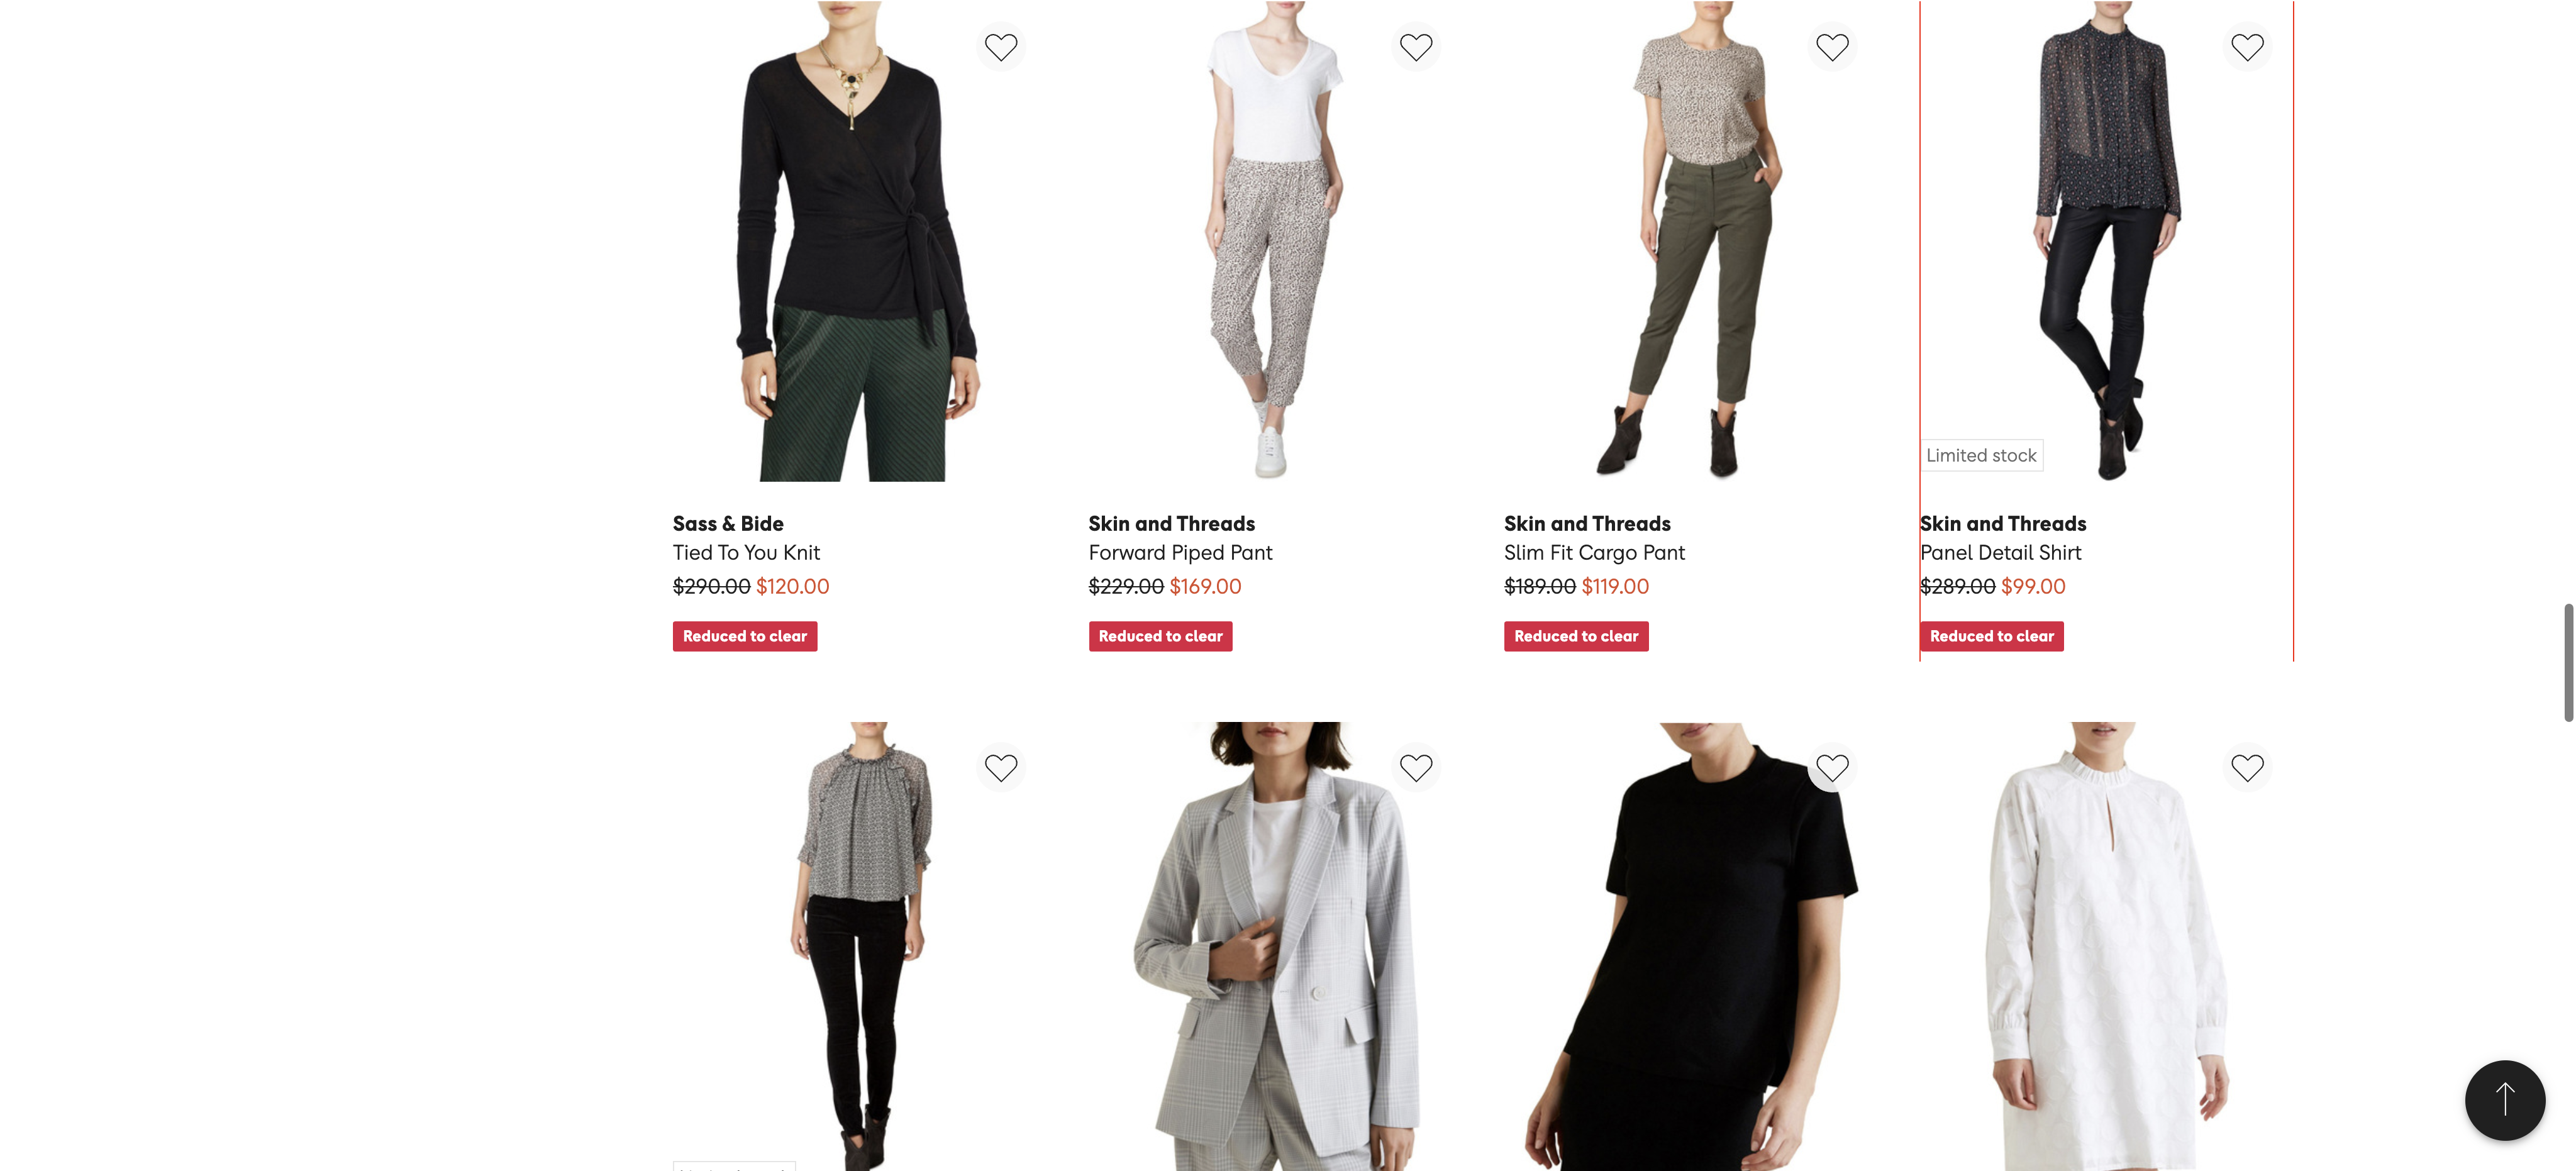 Limited stock
Sass & Bide
Tied To You Knit
$290.00 $120.00
Reduced to clear
Skin and Threads
Forward Piped Pant
$229.00 $169.00
Reduced to clear
Skin and Threads
Slim Fit Cargo Pant
$189.00 $119.00
Reduced to clear
Skin and Threads
Panel Detail Shirt
$289.00 $99.00
Reduced to clear